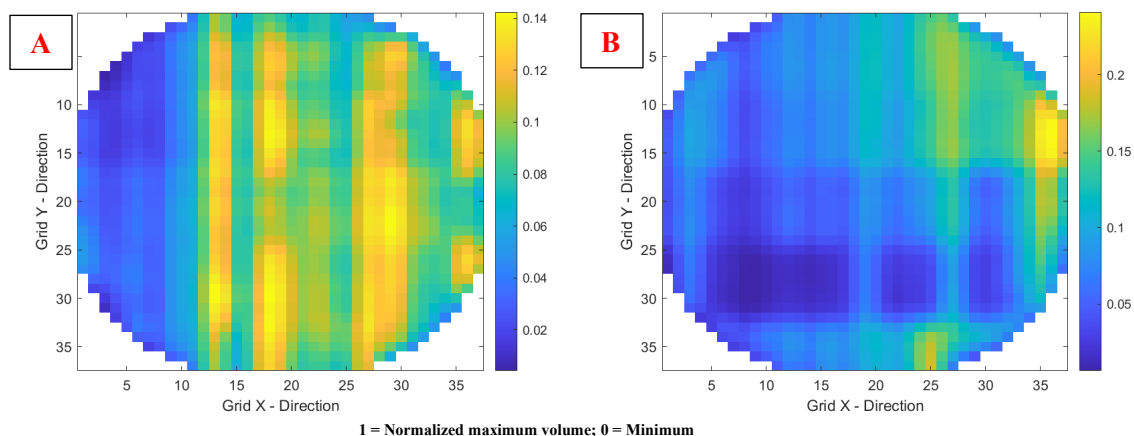 A
B
0.14
0.12
0.1
0.08
0.06
0.04
0.02
0.2
0.15
0.1
0.05
5
10
15
20
25
30
35
5
10
15
20
25
30
35
Grid Y - Direction
Grid Y - Direction
5 10 15 20 25 30 35
5 10 15 20 25 30 35
Grid X - Direction
Grid X - Direction
1 = Normalized maximum volume; 0 = Minimum